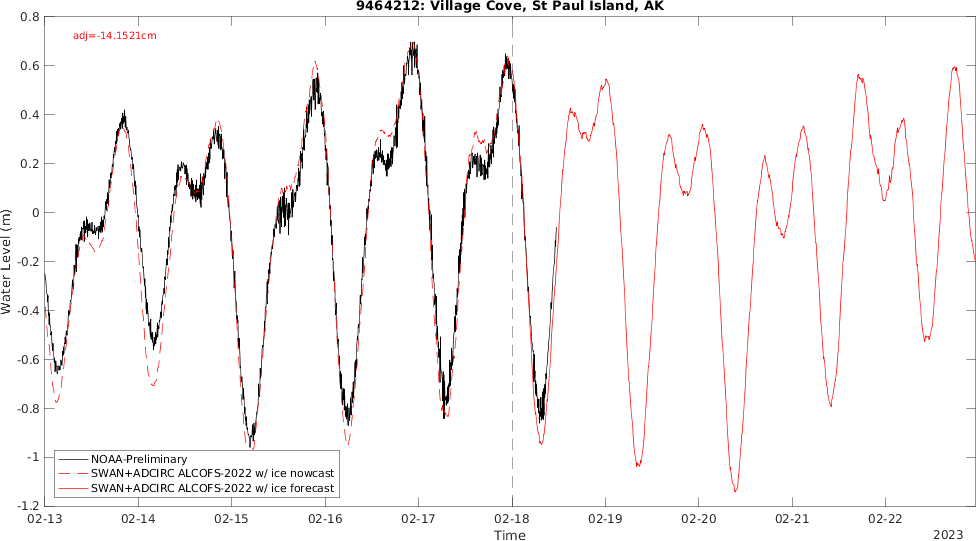 9464212: Village Cove, St Paul Island, AK
adj=-14.1521cm
0.8
0.6
0.4
0.2
0
-0.2
-0.4
-0.6
-0.8
-1
-1.2
Water Level (m)
NOAA-Preliminary
SWAN+ADCIRC ALCOFS-2022 w/ ice nowcast
SWAN+ADCIRC ALCOFS-2022 w/ ice forecast
02-13 02-14 02-15 02-16 02-17 02-18 02-19 02-20 02-21 02-22
Time
2023